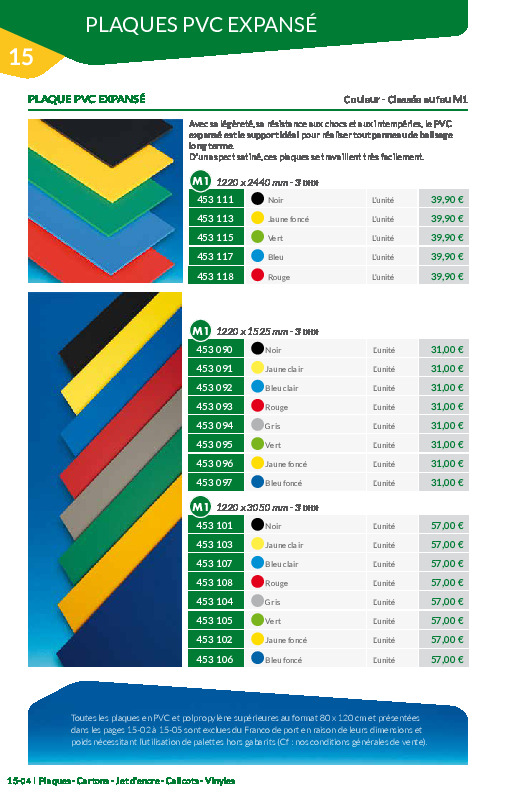 PLAQUES PVC EXPANSÉ
15
PLAQUE PVC EXPANSÉ
Couleur - Classée au feu M1
Avec sa légèreté, sa résistance aux chocs et aux intempéries, le PVC
expansé est le support idéal pour réaliser tout panneau de balisage
long terme.
D'un aspect satiné, ces plaques se travaillent très facilement.
M1 1220 x 2440 mm - 3 mm
453 111 Noir L'unité 39,90 €
453 113 Jaune foncé L'unité 39,90 €
453 115 Vert L'unité 39,90 €
453 117 Bleu L'unité 39,90 €
453 118 Rouge L'unité 39,90 €
M1 1220 x 1525 mm - 3 mm
453 090 Noir L'unité 31,00 €
453 091 Jaune clair L'unité 31,00 €
453 092 Bleu clair L'unité 31,00 €
453 093 Rouge L'unité 31,00 €
453 094 Gris L'unité 31,00 €
453 095 Vert L'unité 31,00 €
453 096 Jaune foncé L'unité 31,00 €
453 097 Bleu foncé L'unité 31,00 €
M1 1220 x 3050 mm - 3 mm
453 101 Noir L'unité 57,00 €
453 103 Jaune clair L'unité 57,00 €
453 107 Bleu clair L'unité 57,00 €
453 108 Rouge L'unité 57,00 €
453 104 Gris L'unité 57,00 €
453 105 Vert L'unité 57,00 €
453 102 Jaune foncé L'unité 57,00 €
453 106 Bleu foncé L'unité 57,00 €
Toutes les plaques en PVC et polpropylène supérieures au format 80 x 120 cm et présentées
dans les pages 15-02 à 15-05 sont exclues du Franco de port en raison de leurs dimensions et
poids nécessitant l'utilisation de palettes hors gabarits (Cf : nos conditions générales de vente).
15-04 I Plaques - Cartons - Jet d'encre - Calicots - Vinyles